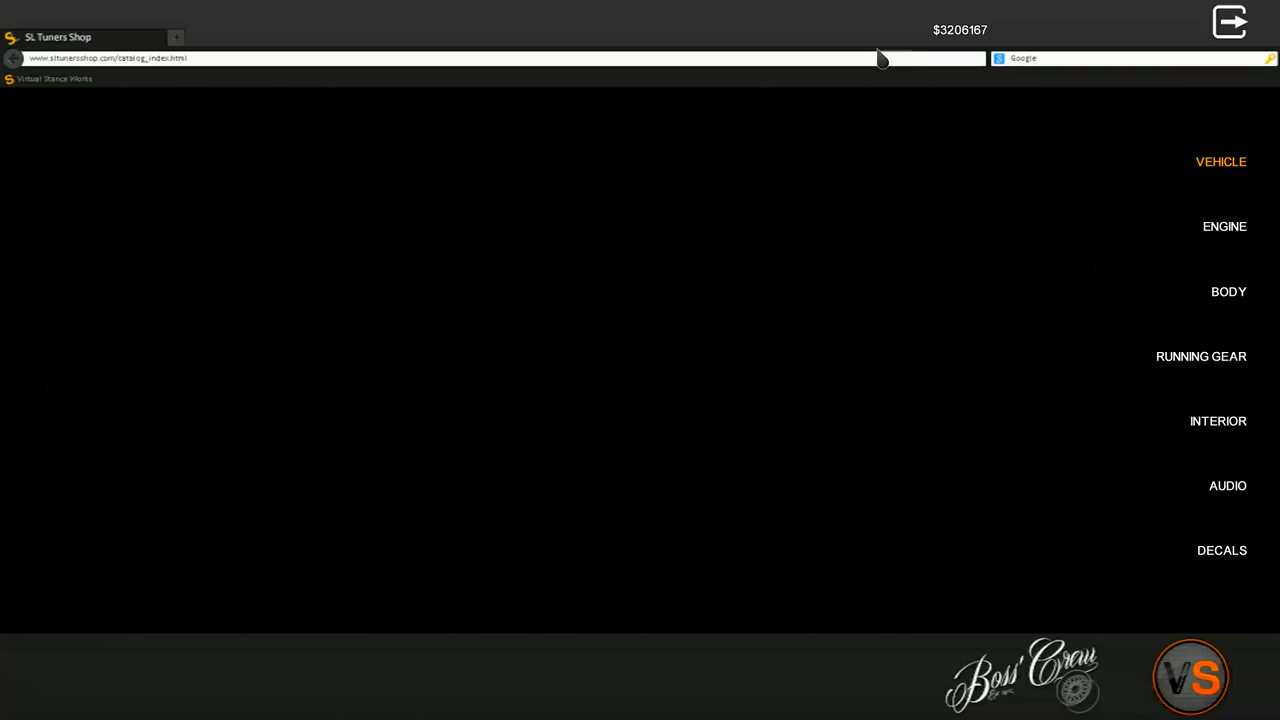 $3206167
SL Tuners Shop
www.sltunersshop.com/catalog_index.html
Google
Virtual Stance Works
VEHICLE
ENGINE
BODY
RUNNING GEAR
INTERIOR
AUDIO
DECALS
Boss' Crew
VS